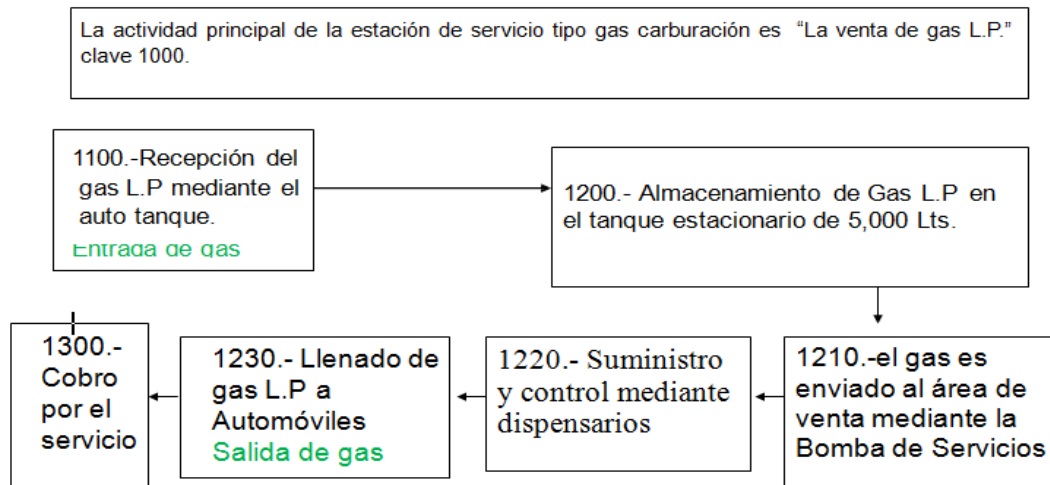 La actividad principal de la estación de servicio tipo gas carburación es “La venta de gas L.P.”
clave 1000.
1100.-Recepción del
gas L.P mediante el
auto tanque.
Entrada de gas
1200.- Almacenamiento de Gas L.P en
el tanque estacionario de 5,000 Lts.
1210.-el gas es
enviado al área de
venta mediante la
Bomba de Servicios
1220.- Suministro
y control mediante
dispensarios
1230.- Llenado de
gas L.P a
Automóviles
Salida de gas
1300.-
Cobro
por el
servicio